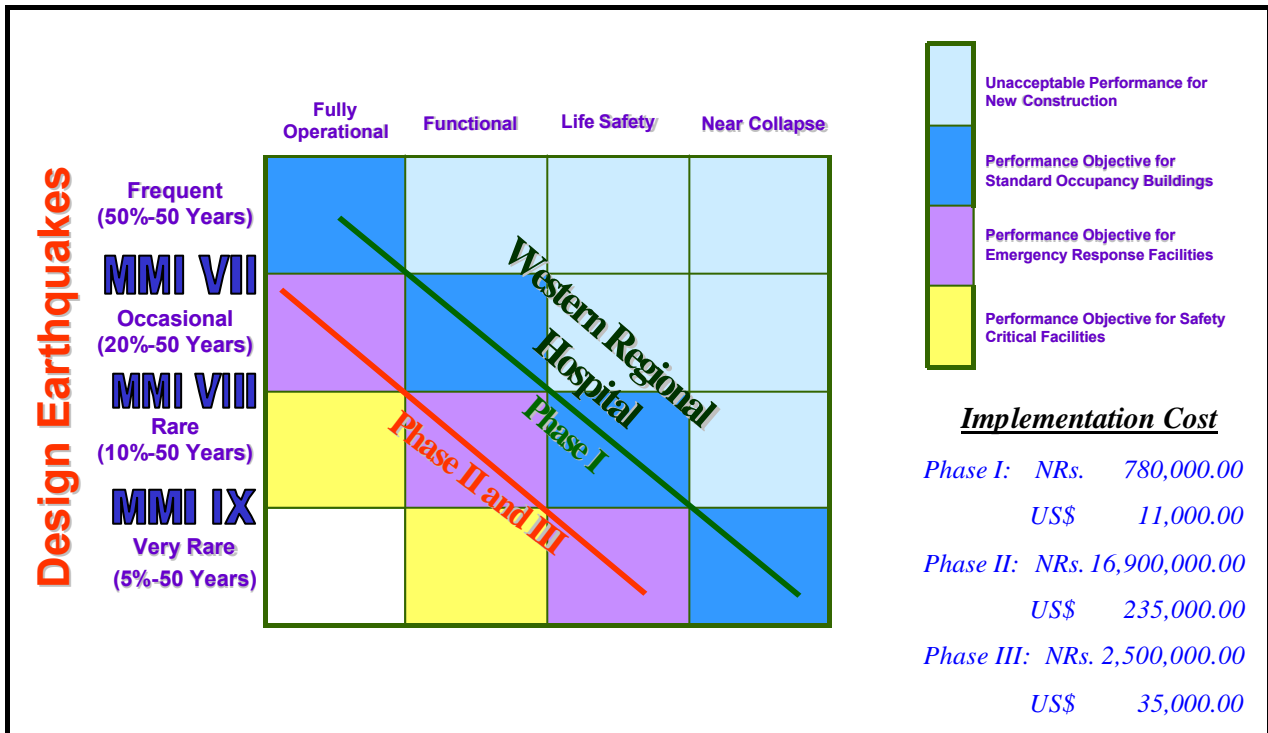 Fully
Operational
Functional
Life Safety
Near Collapse
Design Earthquakes
Frequent
(50%-50 Years)
MMI VII
Occasional
(20%-50 Years)
MMI VIII
Rare
(10%-50 Years)
MMI IX
Very Rare
(5%-50 Years)
Western Regional
Hospital
Phase I
Phase II and III
Unacceptable Performance for
New Construction
Performance Objective for
Standard Occupancy Buildings
Performance Objective for
Emergency Response Facilities
Performance Objective for Safety
Critical Facilities
Implementation Cost
Phase I: NRs. 780,000.00
US$ 11,000.00
Phase II: NRs. 16,900,000.00
US$ 235,000.00
Phase III: NRs. 2,500,000.00
US$ 35,000.00